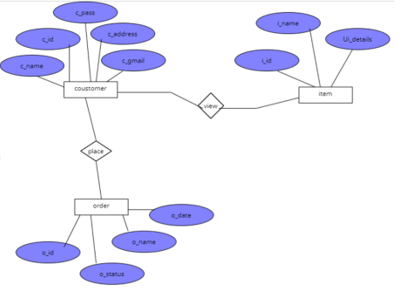 c_pass
c_id
c_address
c_name
c_gmail
coustomer
i_name
Ui_details
i_id
view
item
place
order
o_date
o_name
o_id
o_status